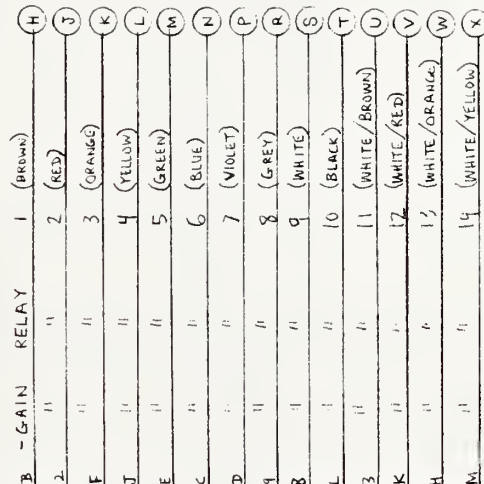 B - GAIN RELAY 1 (BROWN) H
2 " " 2 (RED) J
F " " 3 (ORANGE) K
J " " 4 (YELLOW) L
E " " 5 (GREEN) M
C " " 6 (BLUE) N
D " " 7 (VIOLET) P
9 " " 8 (GREY) R
8 " " 9 (WHITE) S
L " " 10 (BLACK) T
3 " " 11 (WHITE/BROWN) U
K " " 12 (WHITE/RED) V
H " " 13 (WHITE/ORANGE) W
M " " 14 (WHITE/YELLOW) X